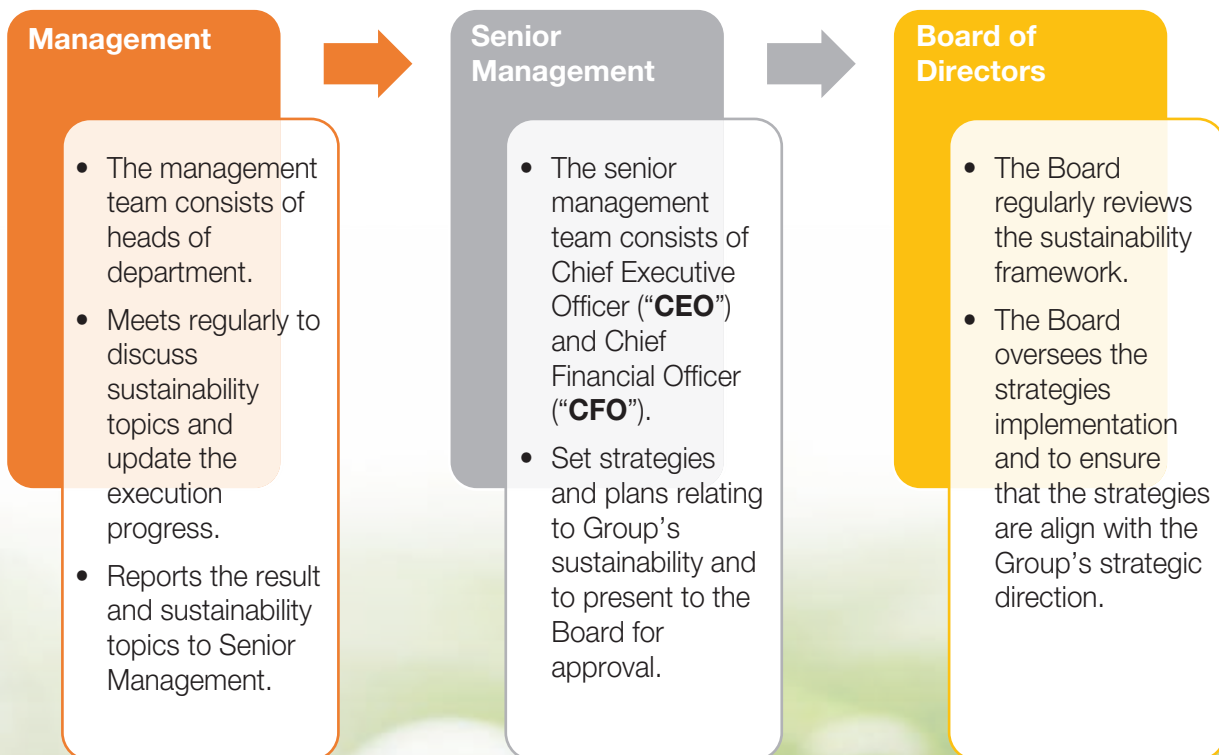 Management
• The management
team consists of
heads of
department.
• Meets regularly to
discuss
sustainability
topics and
update the
execution
progress.
• Reports the result
and sustainability
topics to Senior
Management.
Senior
Management
• The senior
management
team consists of
Chief Executive
Officer (“CEO”)
and Chief
Financial Officer
(“CFO”).
• Set strategies
and plans relating
to Group’s
sustainability and
to present to the
Board for
approval.
Board of
Directors
• The Board
regularly reviews
the sustainability
framework.
• The Board
oversees the
strategies
implementation
and to ensure
that the strategies
are align with the
Group’s strategic
direction.